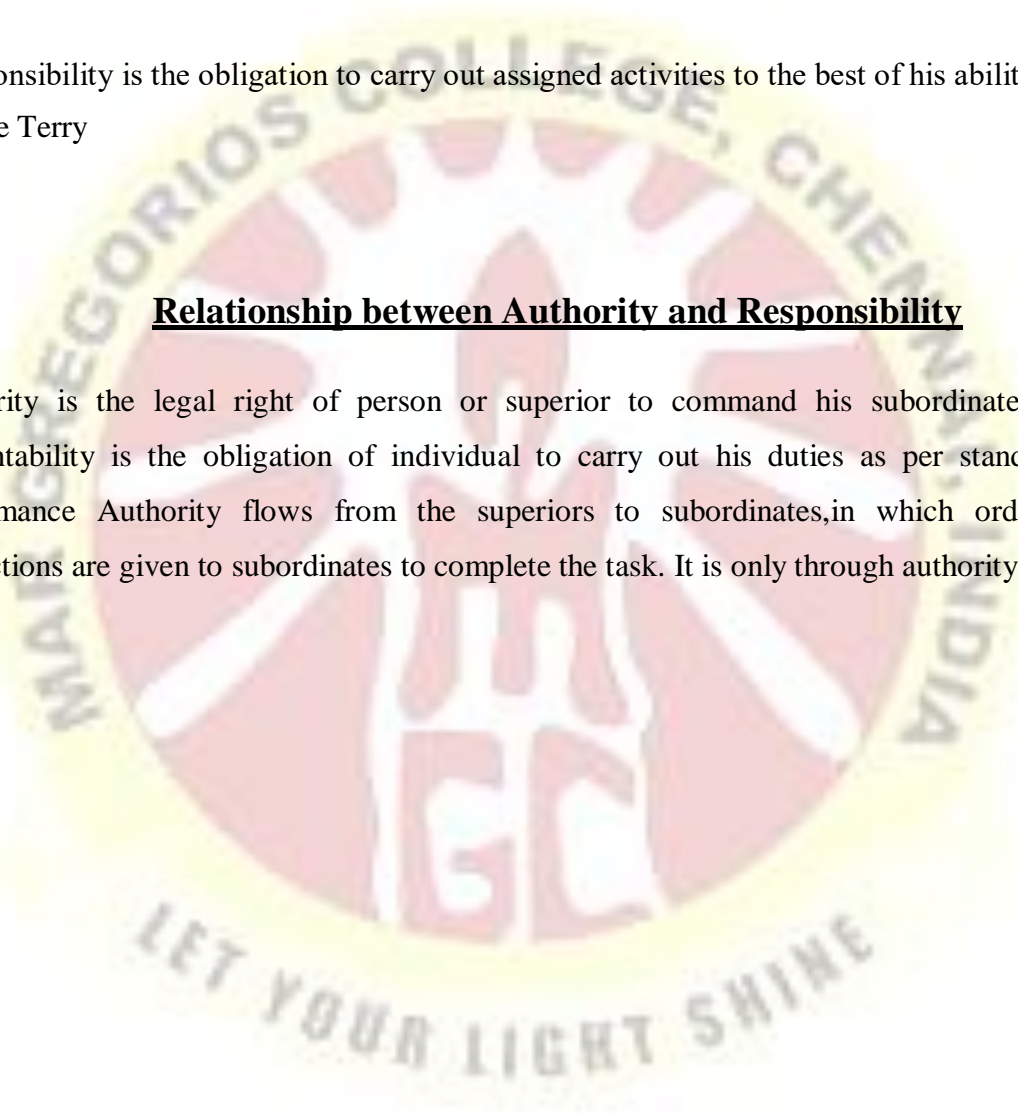 onsibility is the obligation to carry out assigned activities to the best of his abilit
e Terry
Relationship between Authority and Responsibility
rity is the legal right of person or superior to command his subordinate
ntability is the obligation of individual to carry out his duties as per stand
mance Authority flows from the superiors to subordinates,in which ord
ctions are given to subordinates to complete the task. It is only through authority
MAR GREGORIOS COLLEGE, CHENNAI, INDIA
GC
LET YOUR LIGHT SHINE